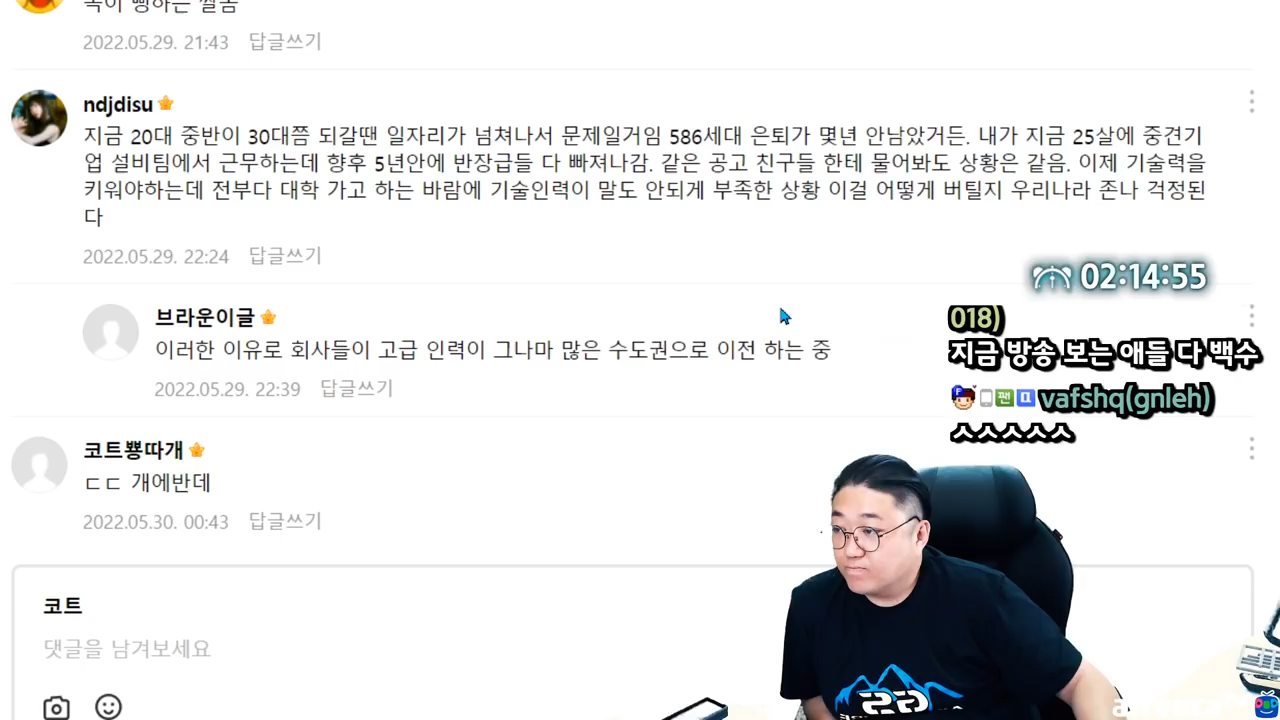 2022.05.29. 21:43 답글쓰기
ndjdisu
지금 20대 중반이 30대쯤 되갈땐 일자리가 넘쳐나서 문제일거임 586세대 은퇴가 몇년 안남았거든. 내가 지금 25살에 중견기
업 설비팀에서 근무하는데 향후 5년안에 반장급들 다 빠져나감. 같은 공고 친구들 한테 물어봐도 상황은 같음. 이제 기술력을
키워야하는데 전부다 대학 가고 하는 바람에 기술인력이 말도 안되게 부족한 상황 이걸 어떻게 버틸지 우리나라 존나 걱정된
다
2022.05.29. 22:24 답글쓰기
02:14:55
브라운이글
018)
이러한 이유로 회사들이 고급 인력이 그나마 많은 수도권으로 이전 하는 중
지금 방송 보는 애들 다 백수
2022.05.29. 22:39 답글쓰기
팬 vafshq(gnleh)
ㅅㅅㅅㅅㅅ
코트뿅따개
ㄷㄷ 개에반데
2022.05.30. 00:43 답글쓰기
코트
댓글을 남겨보세요